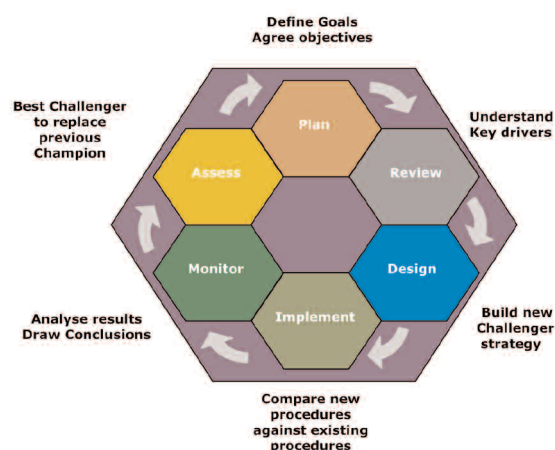 Define Goals
Agree objectives
Best Challenger
to replace
previous
Champion
Plan
Understand
Key drivers
Assess
Review
Monitor
Design
Implement
Analyse results
Draw Conclusions
Build new
Challenger
strategy
Compare new
procedures
against existing
procedures